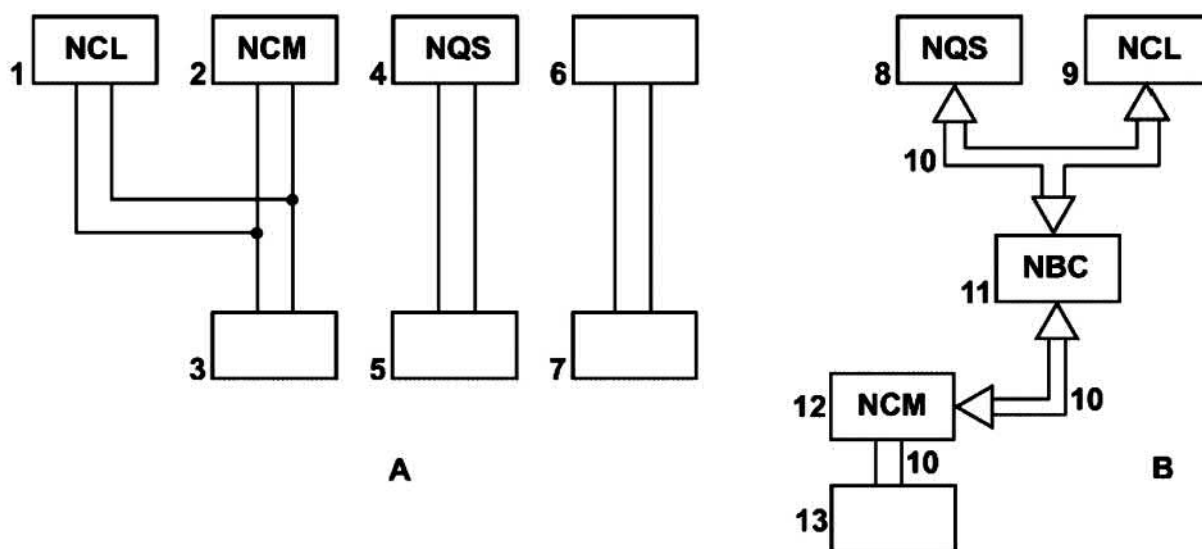 NCL NCM NQS
1 2 4 6
3 5 7
A
NQS NCL
8 9
10
NBC
11
NCM
12 10
10
13
B